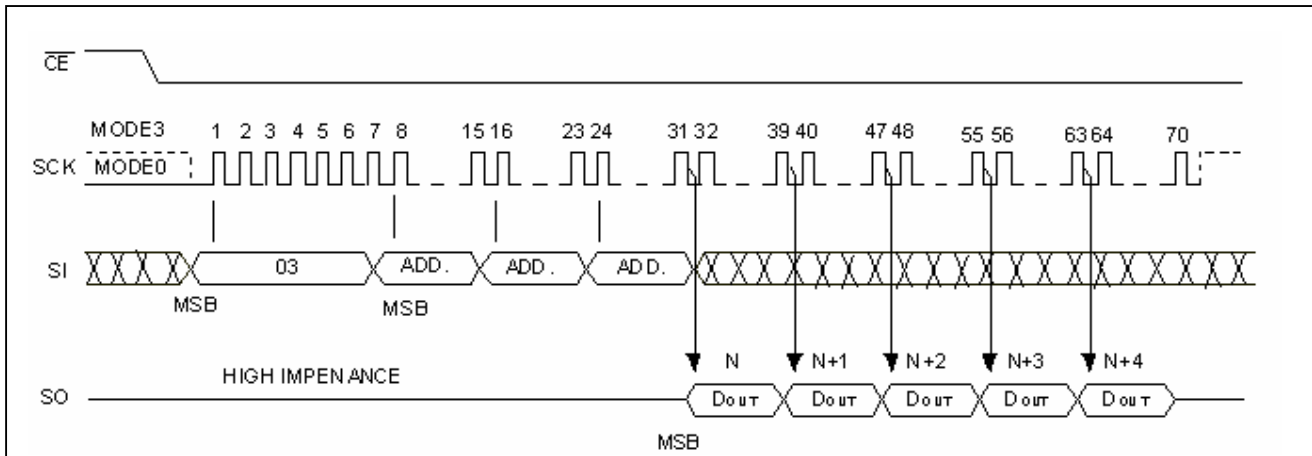 CE
MODE3 1 2 3 4 5 6 7 8 15 16 23 24 31 32 39 40 47 48 55 56 63 64 70
SCK MODE0
SI 03 ADD. ADD. ADD.
MSB MSB
N N+1 N+2 N+3 N+4
HIGH IMPENANCE
SO DOUT DOUT DOUT DOUT DOUT
MSB